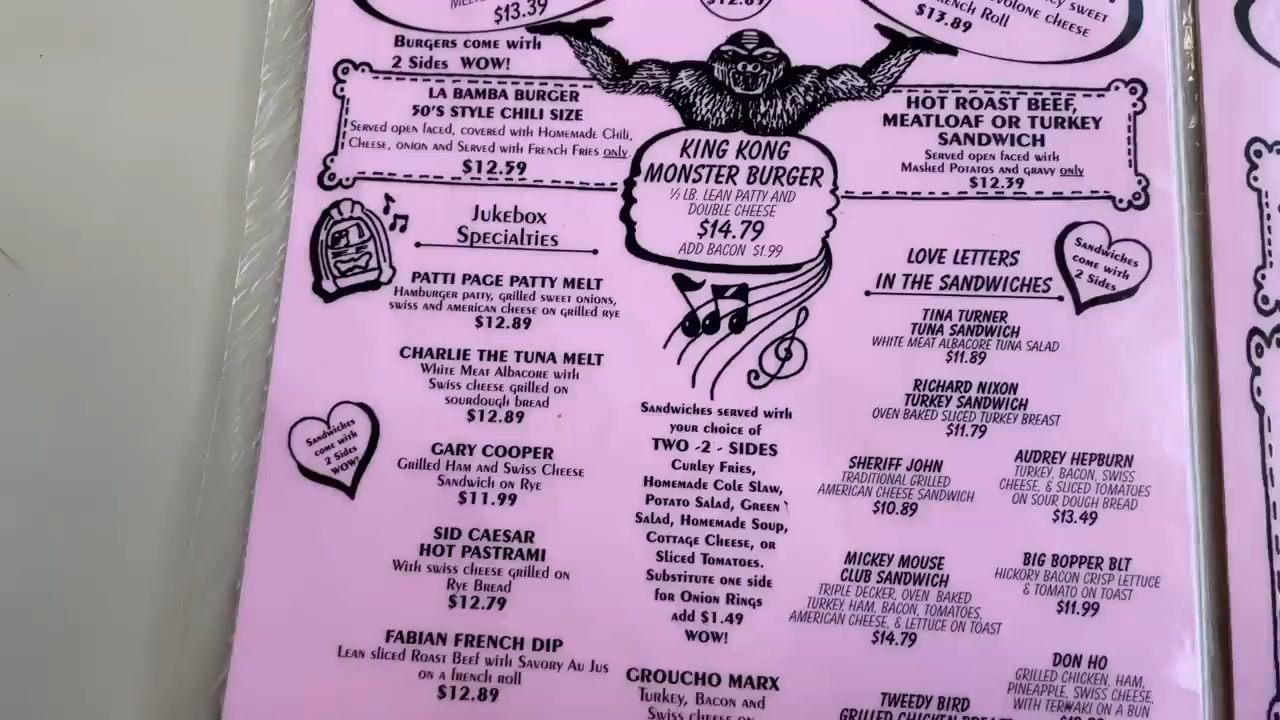 $13.39
$12.89
SWEET
VOLONE CHEESE
FRENCH ROLL
$13.89
BURGERS COME WITH
2 SIDES WOW!
LA BAMBA BURGER
50'S STYLE CHILI SIZE
SERVED OPEN FACED, COVERED WITH HOMEMADE CHILI,
CHEESE, ONION AND SERVED WITH FRENCH FRIES ONLY
$12.59
KING KONG
MONSTER BURGER
½ LB. LEAN PATTY AND
DOUBLE CHEESE
$14.79
ADD BACON $1.99
HOT ROAST BEEF,
MEATLOAF OR TURKEY
SANDWICH
SERVED OPEN FACED WITH
MASHED POTATOS AND GRAVY ONLY
$12.39
JUKEBOX
SPECIALTIES
PATTI PAGE PATTY MELT
HAMBURGER PATTY, GRILLED SWEET ONIONS,
SWISS AND AMERICAN CHEESE ON GRILLED RYE
$12.89
CHARLIE THE TUNA MELT
WHITE MEAT ALBACORE WITH
SWISS CHEESE GRILLED ON
SOURDOUGH BREAD
$12.89
SANDWICHES
COME WITH
2 SIDES
WOW!
GARY COOPER
GRILLED HAM AND SWISS CHEESE
SANDWICH ON RYE
$11.99
SID CAESAR
HOT PASTRAMI
WITH SWISS CHEESE GRILLED ON
RYE BREAD
$12.79
FABIAN FRENCH DIP
LEAN SLICED ROAST BEEF WITH SAVORY AU JUS
ON A FRENCH ROLL
$12.89
SANDWICHES SERVED WITH
YOUR CHOICE OF
TWO -2- SIDES
CURLEY FRIES,
HOMEMADE COLE SLAW,
POTATO SALAD, GREEN
SALAD, HOMEMADE SOUP,
COTTAGE CHEESE, OR
SLICED TOMATOES.
SUBSTITUTE ONE SIDE
FOR ONION RINGS
ADD $1.49
WOW!
GROUCHO MARX
TURKEY, BACON AND
SWISS CHEESE ON
LOVE LETTERS
IN THE SANDWICHES
SANDWICHES
COME WITH
2 SIDES
TINA TURNER
TUNA SANDWICH
WHITE MEAT ALBACORE TUNA SALAD
$11.89
RICHARD NIXON
TURKEY SANDWICH
OVEN BAKED SLICED TURKEY BREAST
$11.79
SHERIFF JOHN
TRADITIONAL GRILLED
AMERICAN CHEESE SANDWICH
$10.89
AUDREY HEPBURN
TURKEY, BACON, SWISS
CHEESE, & SLICED TOMATOES
ON SOUR DOUGH BREAD
$13.49
MICKEY MOUSE
CLUB SANDWICH
TRIPLE DECKER, OVEN BAKED
TURKEY, HAM, BACON, TOMATOES,
AMERICAN CHEESE, & LETTUCE ON TOAST
$14.79
BIG BOPPER BLT
HICKORY BACON CRISP LETTUCE
& TOMATO ON TOAST
$11.99
DON HO
GRILLED CHICKEN, HAM,
PINEAPPLE, SWISS CHEESE,
WITH TERIYAKI ON A BUN
TWEEDY BIRD
GRILLED CHICKEN BREAST